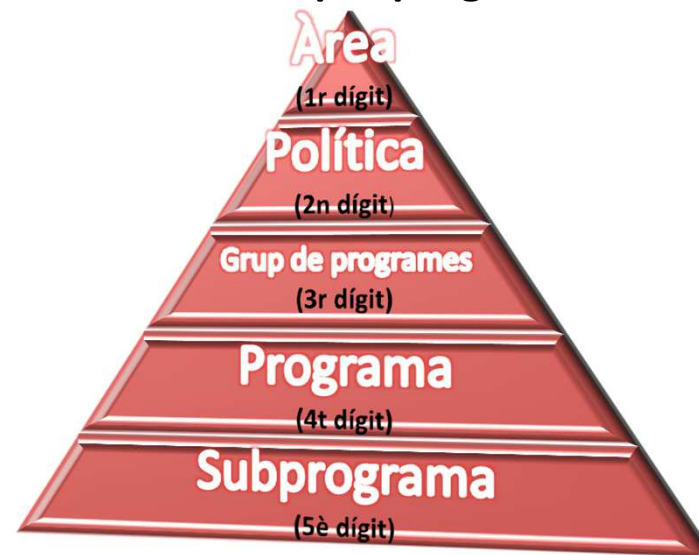 Àrea
(1r dígit)
Política
(2n dígit)
Grup de programes
(3r dígit)
Programa
(4t dígit)
Subprograma
(5è dígit)